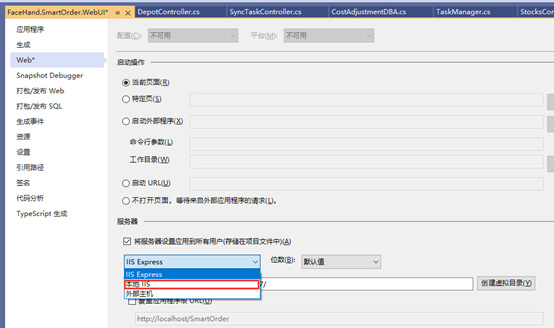 FaceHand.SmartOrder.WebUI*
DepotController.cs
SyncTaskController.cs
CostAdjustmentDBA.cs
TaskManager.cs
StocksCon
应用程序
生成
Web*
Snapshot Debugger
打包/发布 Web
打包/发布 SQL
生成事件
资源
设置
引用路径
签名
代码分析
TypeScript 生成
配置(C): 不可用 平台(M): 不可用
启动操作
当前页面(R)
特定页(S)
启动外部程序(X)
命令行参数(L)
工作目录(W)
启动 URL(U)
不打开页面。等待来自外部应用程序的请求(L)。
服务器
将服务器设置应用到所有用户(存储在项目文件中)(A)
IIS Express 位数(B): 默认值
IIS Express
本地 IIS 7/ 创建虚拟目录(Y)
外部主机
覆盖应用程序根 URL(O)
http://localhost/SmartOrder